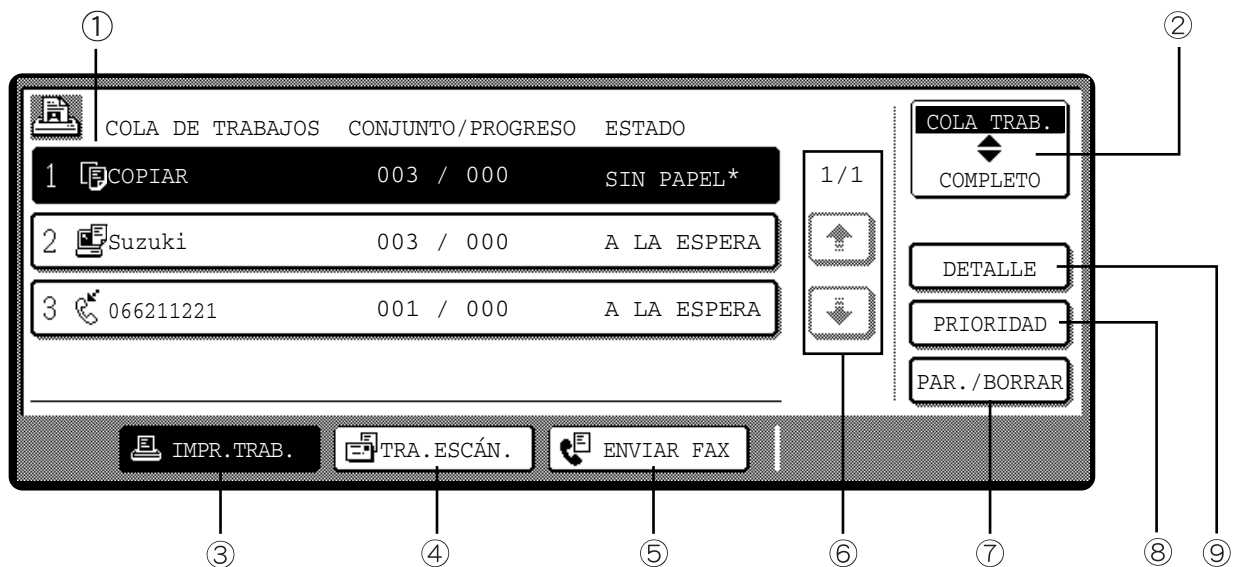 ① ②
COLA DE TRABAJOS CONJUNTO/PROGRESO ESTADO
COLA TRAB.
COMPLETO
1 COPIAR 003 / 000 SIN PAPEL*
1/1
2 Suzuki 003 / 000 A LA ESPERA
DETALLE
3 066211221 001 / 000 A LA ESPERA
PRIORIDAD
PAR./BORRAR
IMPR.TRAB. TRA.ESCÁN. ENVIAR FAX
③ ④ ⑤ ⑥ ⑦ ⑧ ⑨